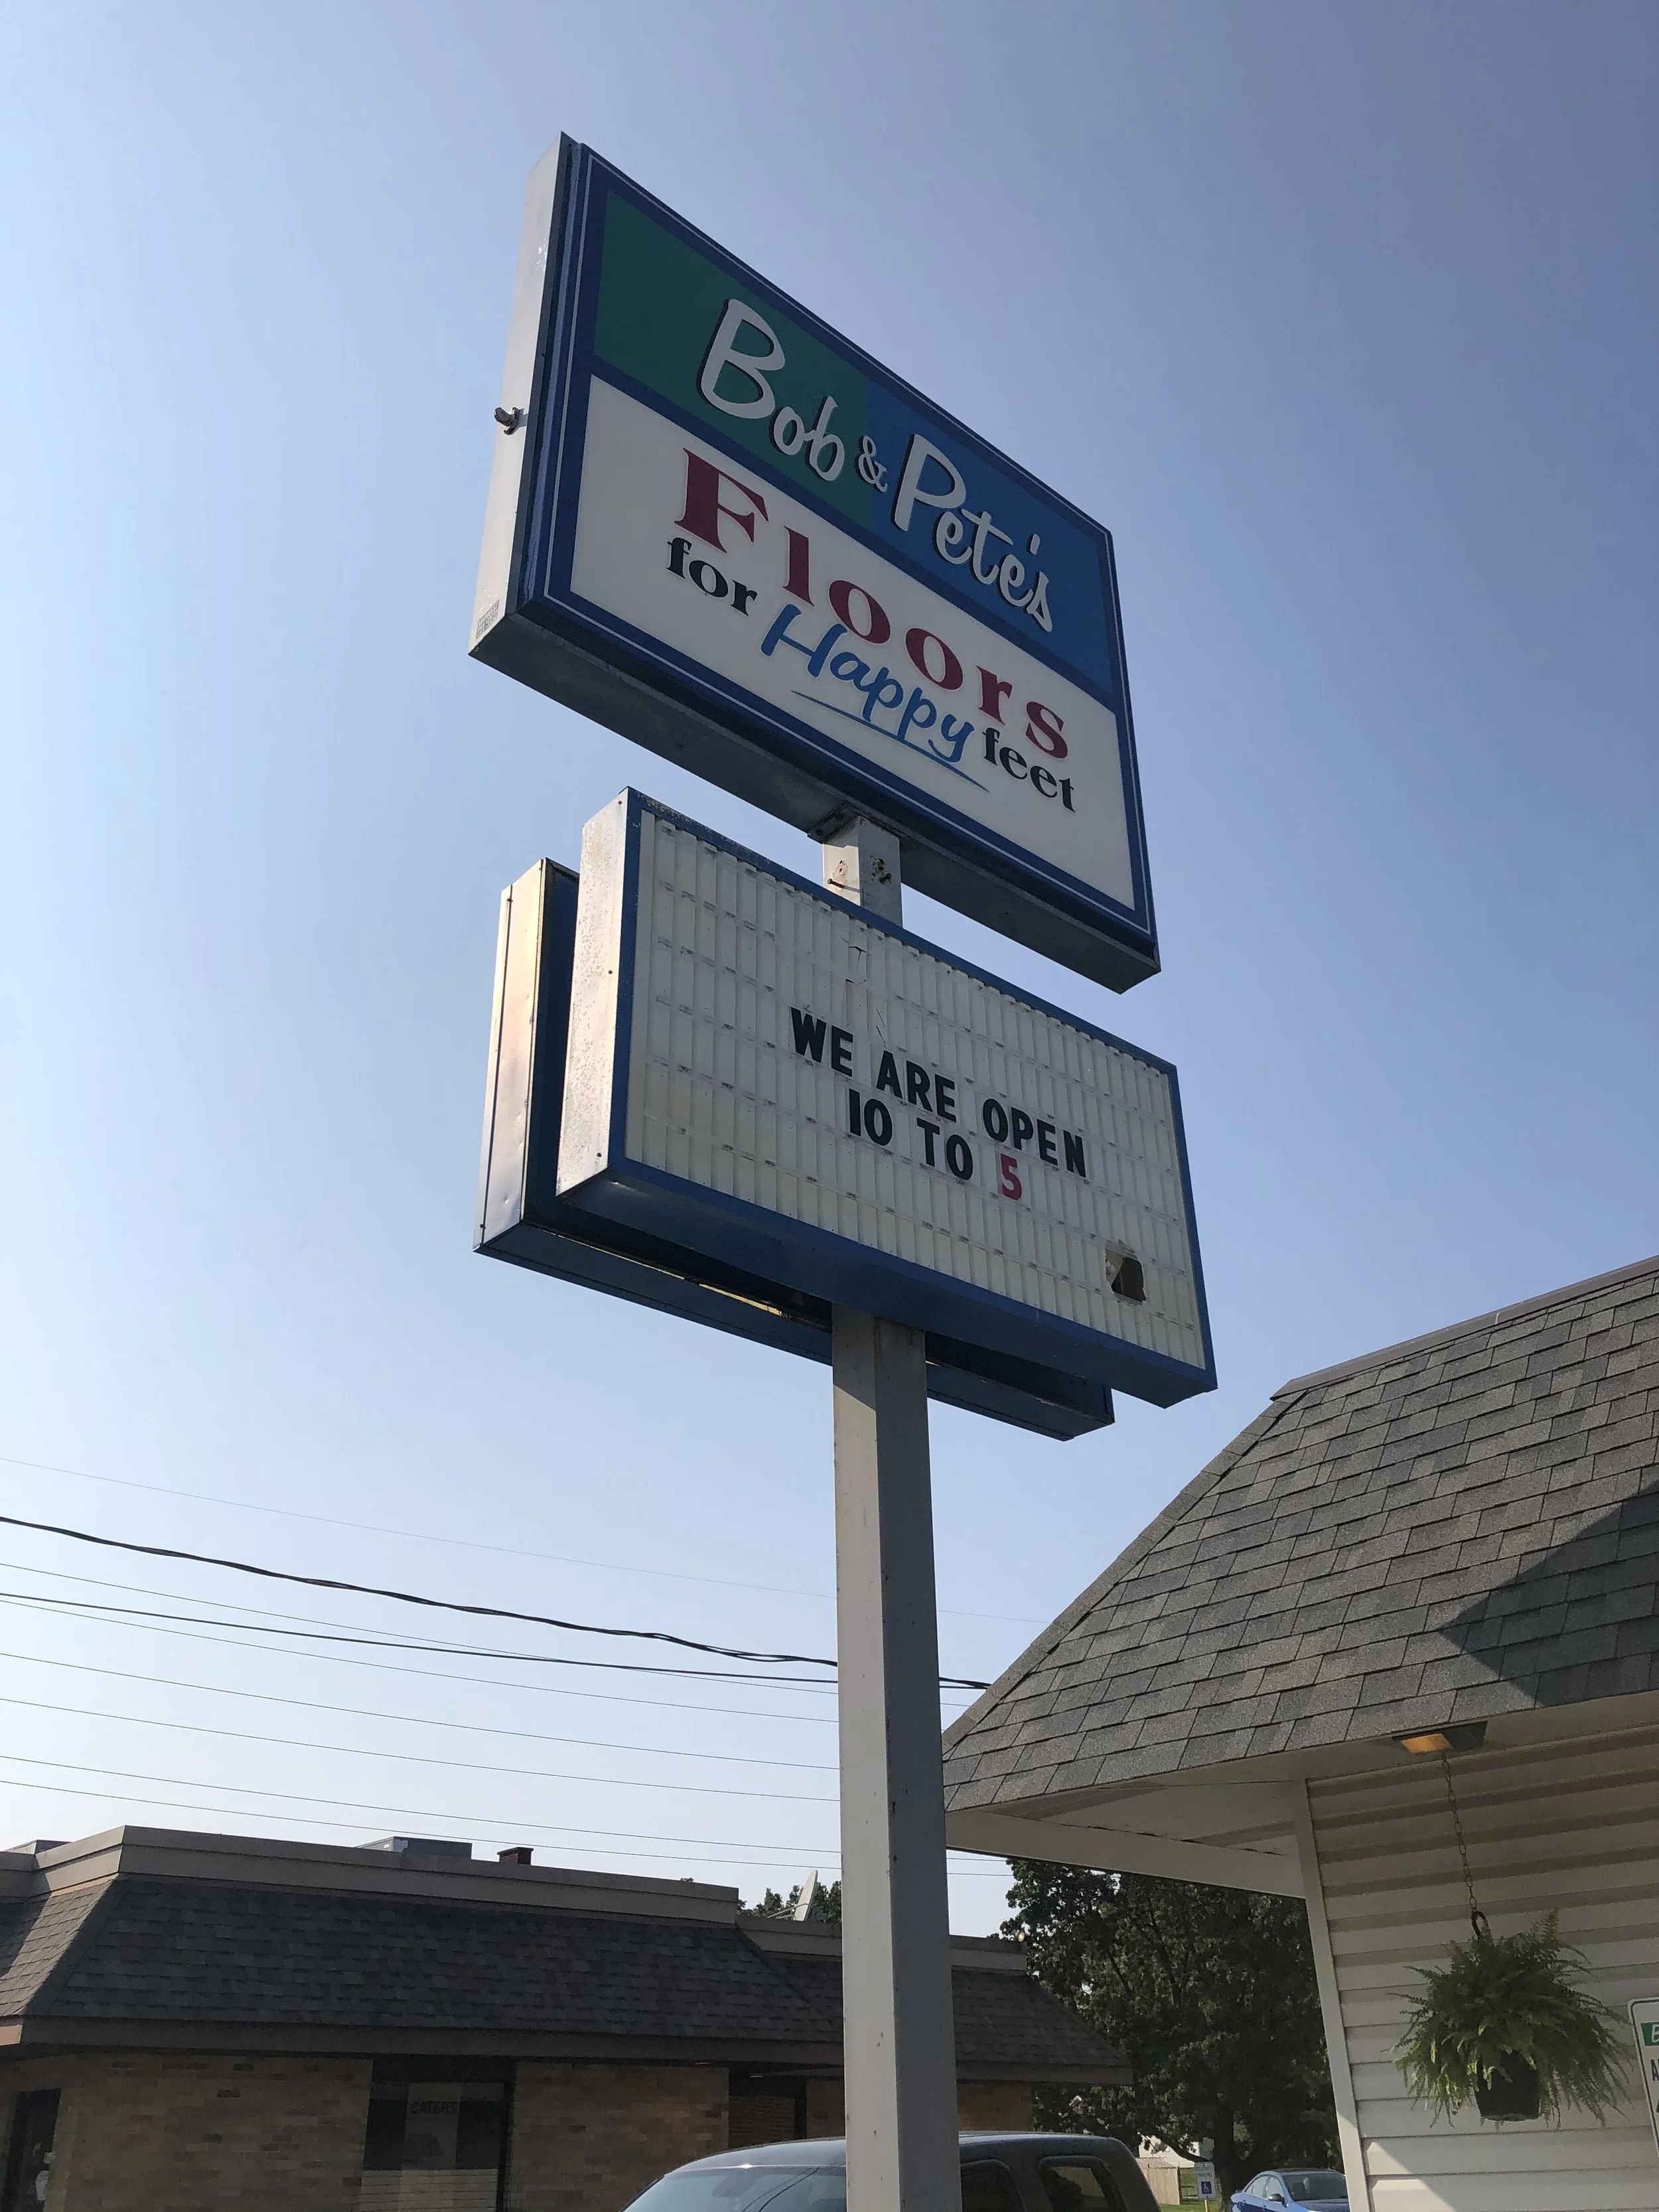 Bob & Pete's
Floors
for Happy feet
WE ARE OPEN
10 TO 5